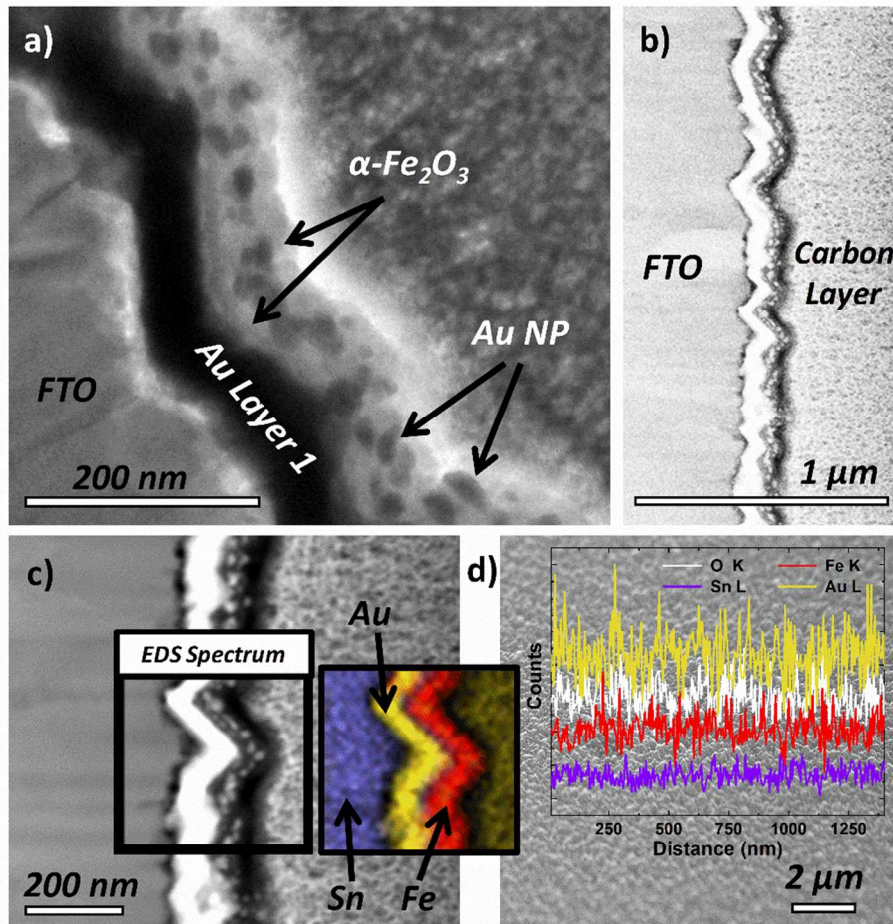 a)
α-Fe₂O₃
Au NP
Au Layer 1
FTO
200 nm
b)
FTO
Carbon
Layer
1 μm
c)
EDS Spectrum
Au
Sn
Fe
200 nm
d)
O K
Fe K
Sn L
Au L
Counts
250
500
750
1000
1250
Distance (nm)
2 μm